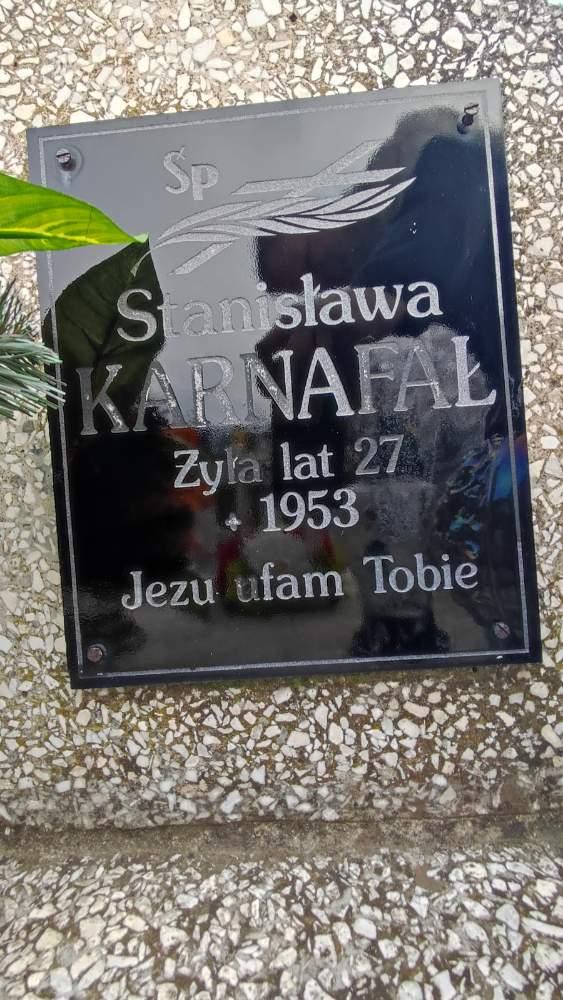 Śp
Stanisława
KARNAFAŁ
Żyła lat 27
+ 1953
Jezu ufam Tobie